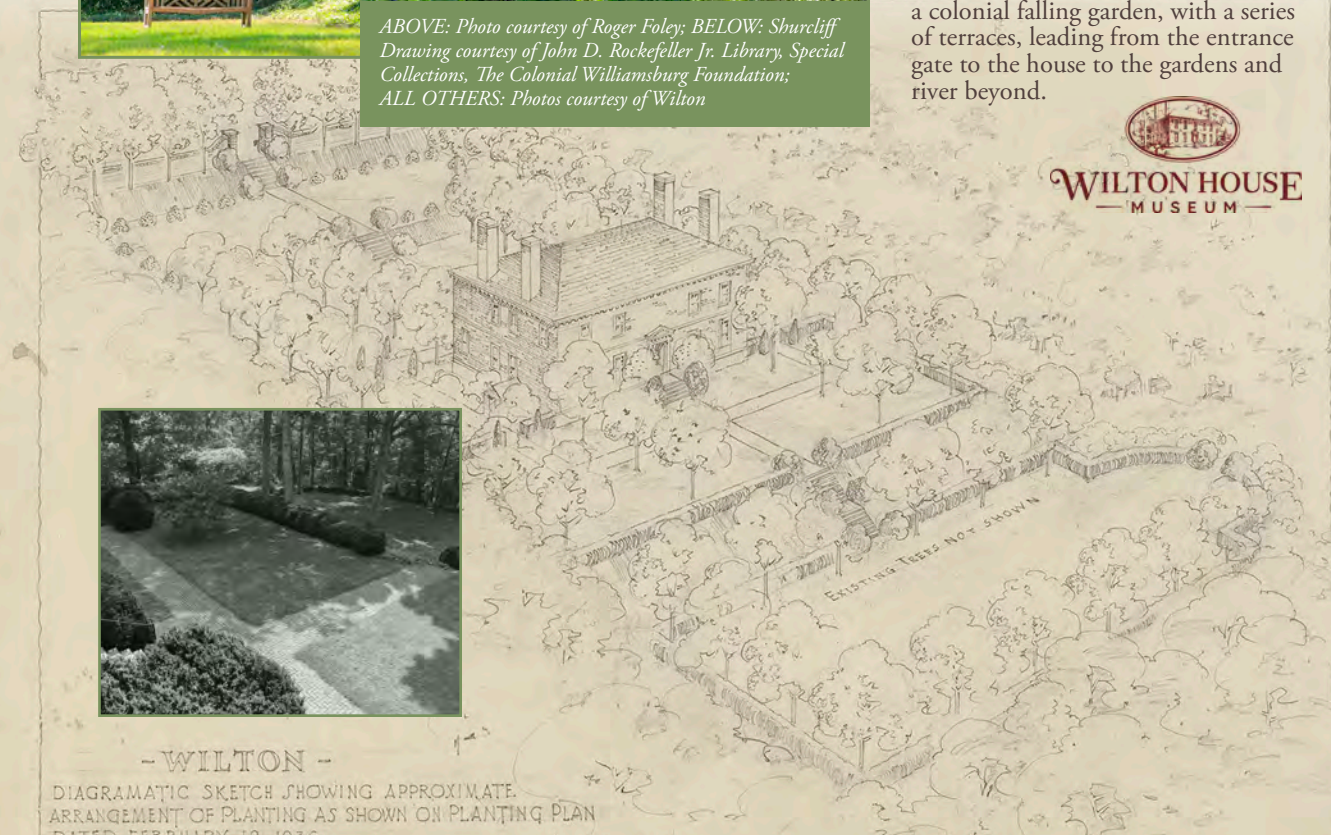 ABOVE: Photo courtesy of Roger Foley; BELOW: Shurcliff
Drawing courtesy of John D. Rockefeller Jr. Library, Special
Collections, The Colonial Williamsburg Foundation;
ALL OTHERS: Photos courtesy of Wilton
a colonial falling garden, with a series
of terraces, leading from the entrance
gate to the house to the gardens and
river beyond.
WILTON HOUSE
MUSEUM
EXISTING TREES NOT SHOWN
-WILTON-
DIAGRAMATIC SKETCH SHOWING APPROXIMATE
ARRANGEMENT OF PLANTING AS SHOWN ON PLANTING PLAN
DATED FEBRUARY